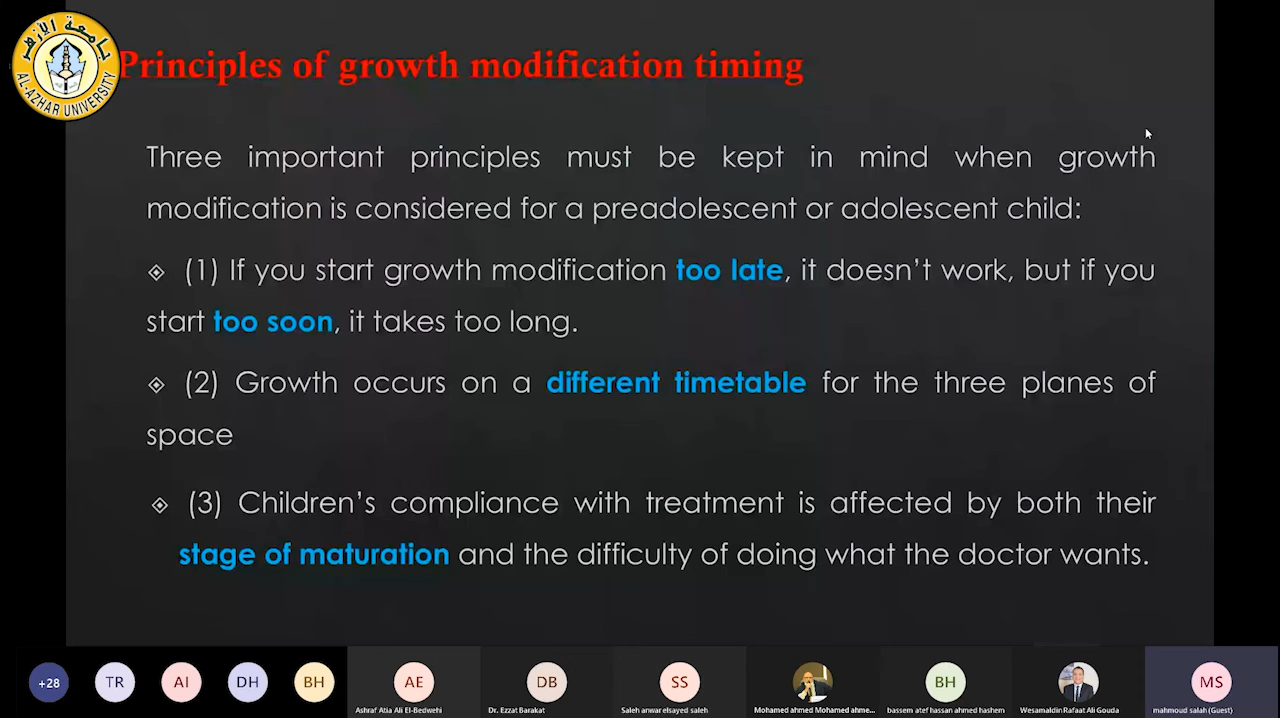 جامعة الأزهر
AL-AZHAR UNIVERSITY
Principles of growth modification timing
Three important principles must be kept in mind when growth
modification is considered for a preadolescent or adolescent child:
(1) If you start growth modification too late, it doesn't work, but if you
start too soon, it takes too long.
(2) Growth occurs on a different timetable for the three planes of
space
(3) Children's compliance with treatment is affected by both their
stage of maturation and the difficulty of doing what the doctor wants.
+28 TR AI DH BH AE DB SS BH MS
Ashraf Atia Ali El-Bedwehi Dr. Ezzat Barakat Saleh anwar elsayed saleh Mohamed ahmed Mohamed ahme... bassem atef hassan ahmed hashem Wesamaldin Rafaat Ali Gouda mahmoud salah (Guest)